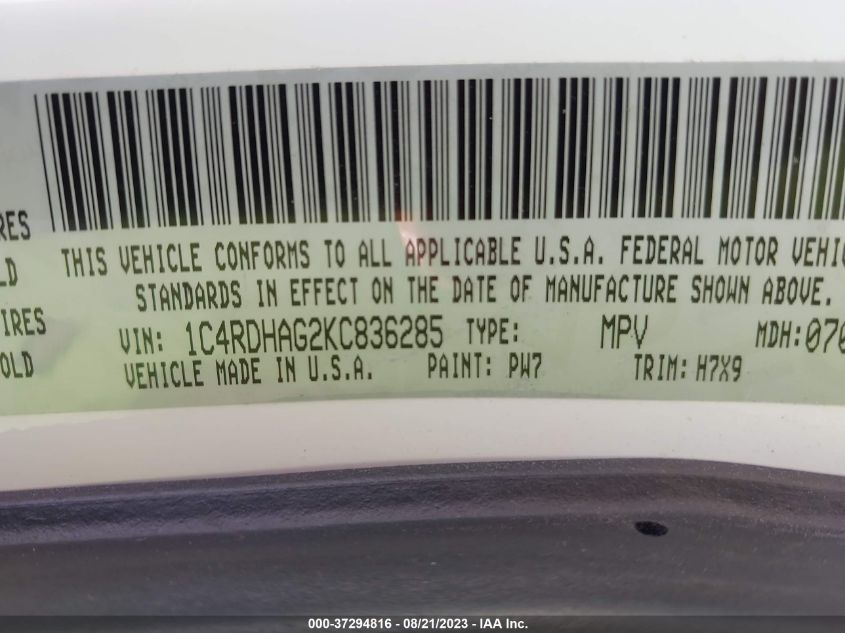 RES
THIS VEHICLE CONFORMS TO ALL APPLICABLE U.S.A. FEDERAL MOTOR VEHIC
LD
STANDARDS IN EFFECT ON THE DATE OF MANUFACTURE SHOWN ABOVE.
IRES
VIN: 1C4RDHAG2KC836285 TYPE: MPV MDH:070
OLD
VEHICLE MADE IN U.S.A. PAINT: PW7 TRIM: H7X9
000-37294816 - 08/21/2023 - IAA Inc.